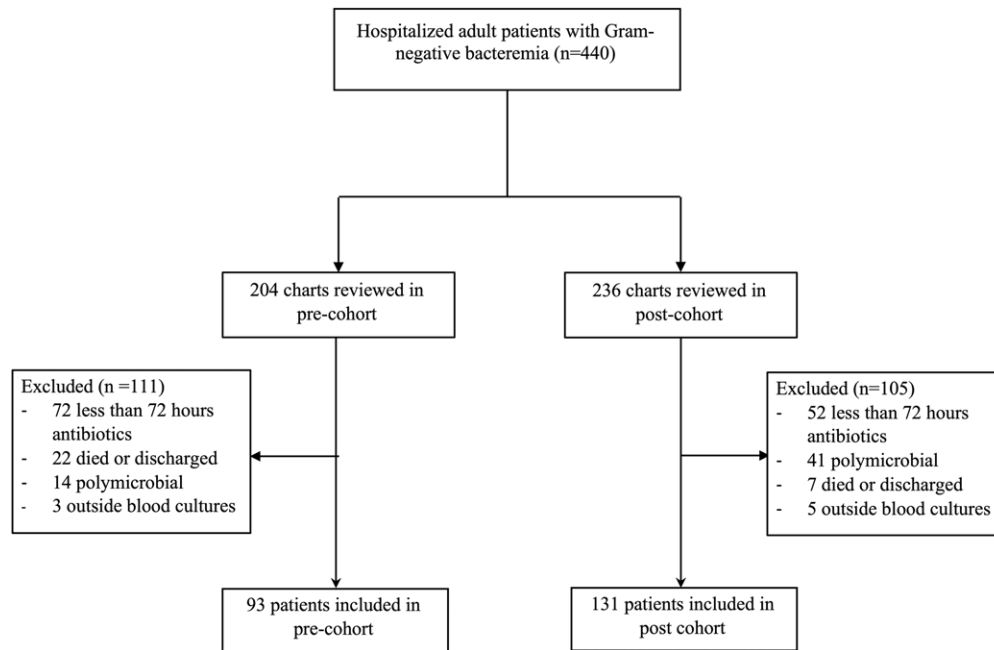 Hospitalized adult patients with Gram-
negative bacteremia (n=440)
204 charts reviewed in
pre-cohort
236 charts reviewed in
post-cohort
Excluded (n =111)
- 72 less than 72 hours
antibiotics
- 22 died or discharged
- 14 polymicrobial
- 3 outside blood cultures
Excluded (n=105)
- 52 less than 72 hours
antibiotics
- 41 polymicrobial
- 7 died or discharged
- 5 outside blood cultures
93 patients included in
pre-cohort
131 patients included in
post cohort